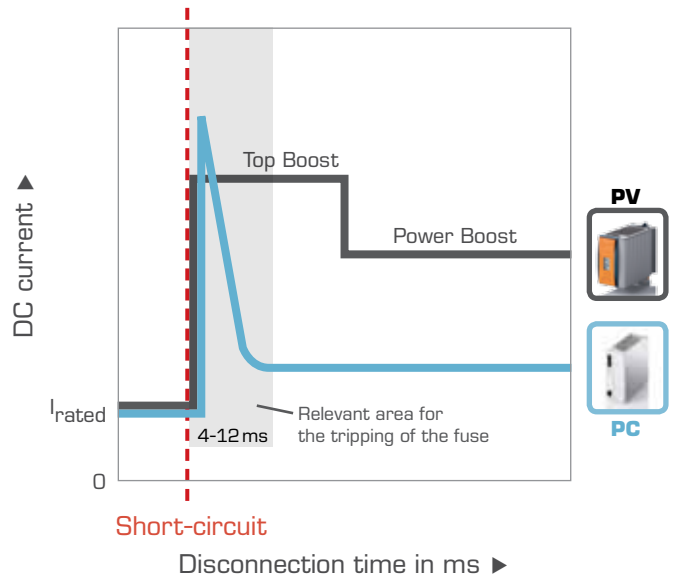 Top Boost
PV
Power Boost
DC current ▶
I rated
Relevant area for
the tripping of the fuse
4-12 ms
PC
0
Short-circuit
Disconnection time in ms ▶